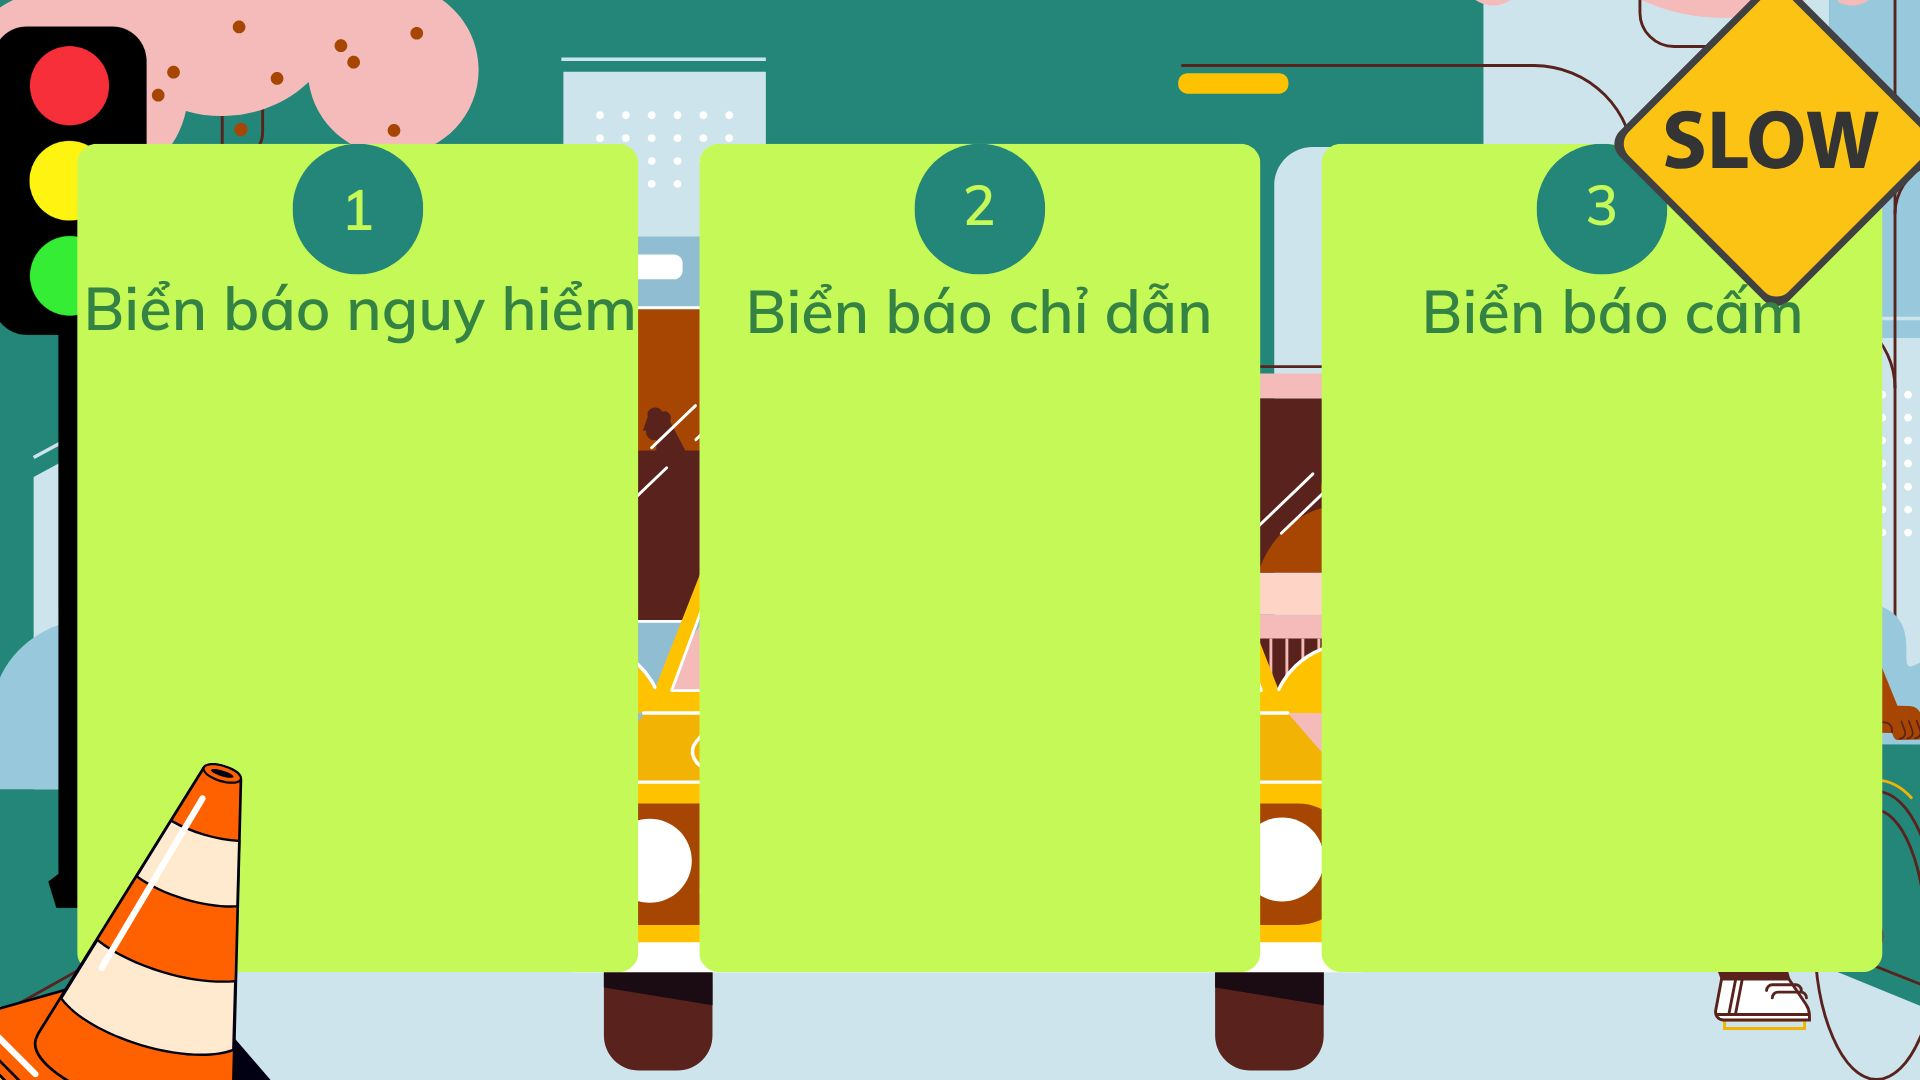 SLOW
1
Biển báo nguy hiểm
2
Biển báo chỉ dẫn
3
Biển báo cấm